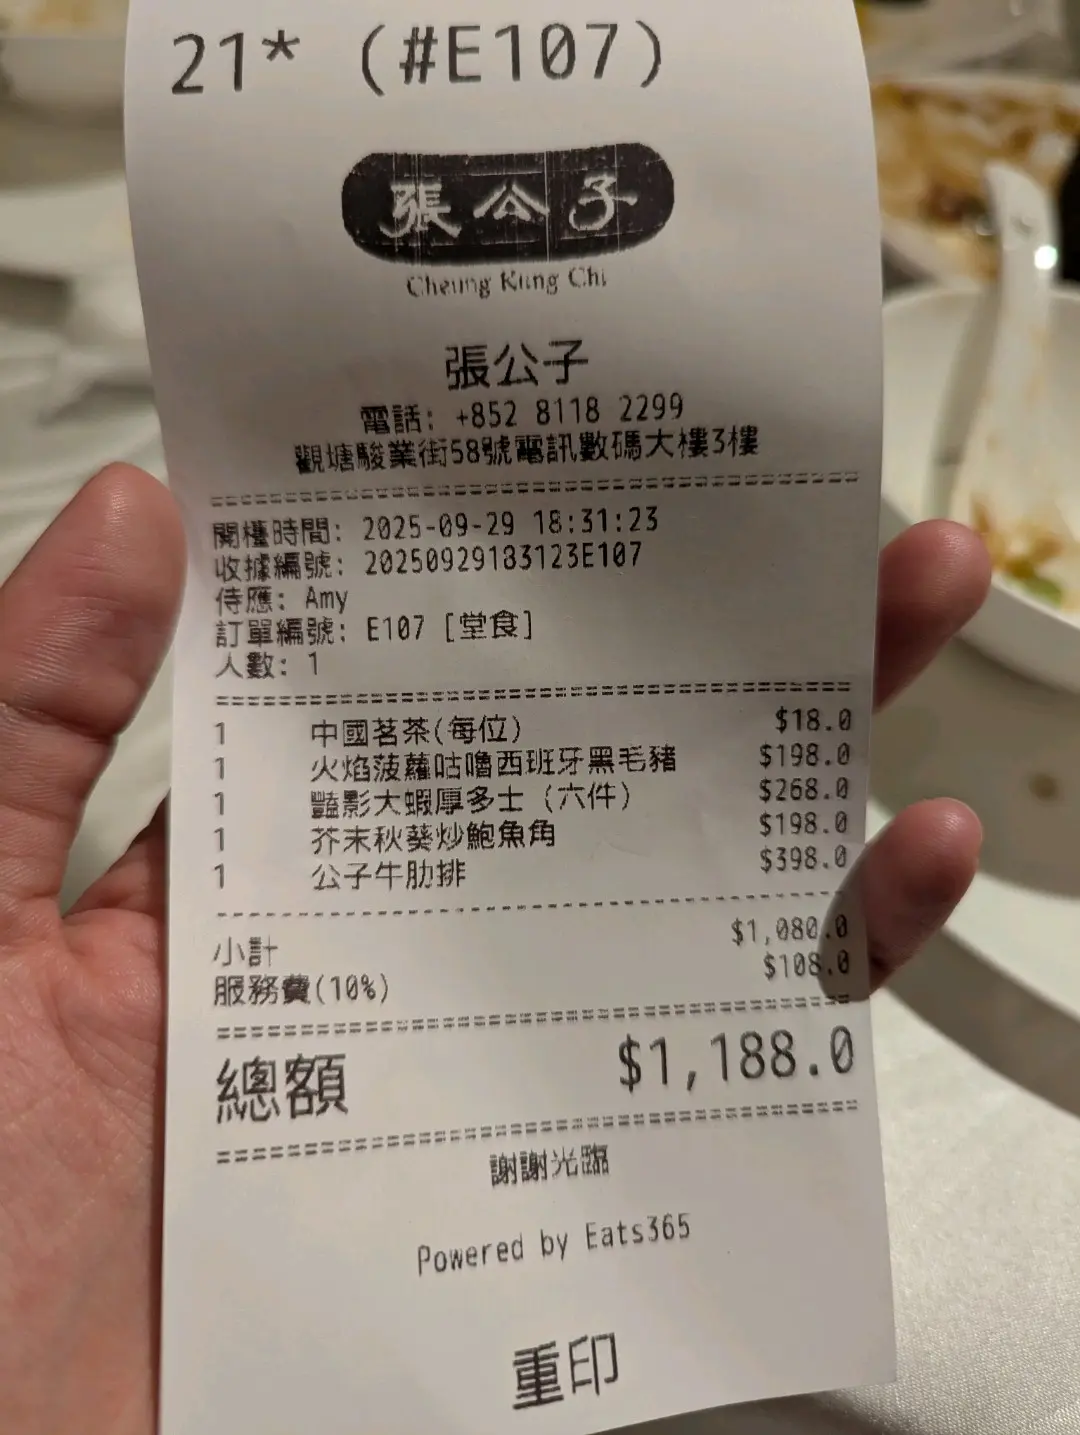 21* (#E107)
張公子
Cheung Kung Chi
張公子
電話: +852 8118 2299
觀塘駿業街58號電訊數碼大樓3樓
開檯時間: 2025-09-29 18:31:23
收據編號: 20250929183123E107
侍應: Amy
訂單編號: E107 [堂食]
人數: 1
1 中國茗茶(每位) $18.0
1 火焰菠蘿咕嚕西班牙黑毛豬 $198.0
1 豔影大蝦厚多士 (六件) $268.0
1 芥末秋葵炒鮑魚角 $198.0
1 公子牛肋排 $398.0
小計 $1,080.0
服務費(10%) $108.0
總額 $1,188.0
謝謝光臨
Powered by Eats365
重印